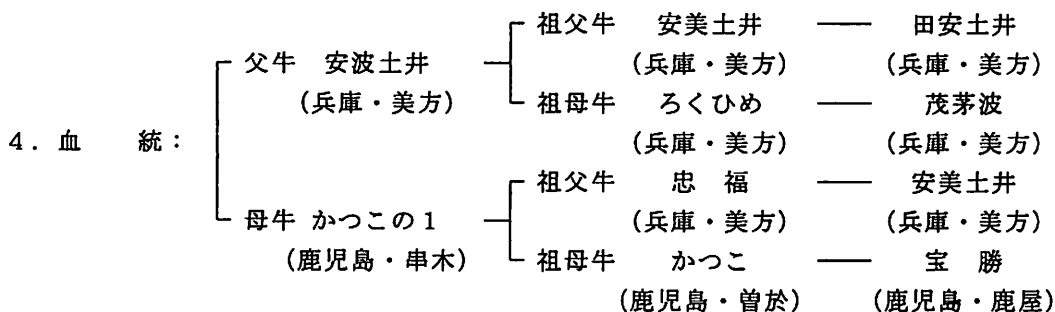 祖父牛 安美土井 ── 田安土井
父牛 安波土井 (兵庫・美方) (兵庫・美方)
(兵庫・美方) 祖母牛 ろくひめ ── 茂茅波
4. 血 統: (兵庫・美方) (兵庫・美方)
祖父牛 忠 福 ── 安美土井
母牛 かつこの1 (兵庫・美方) (兵庫・美方)
(鹿児島・串木) 祖母牛 かつこ ── 宝 勝
(鹿児島・曽於) (鹿児島・鹿屋)